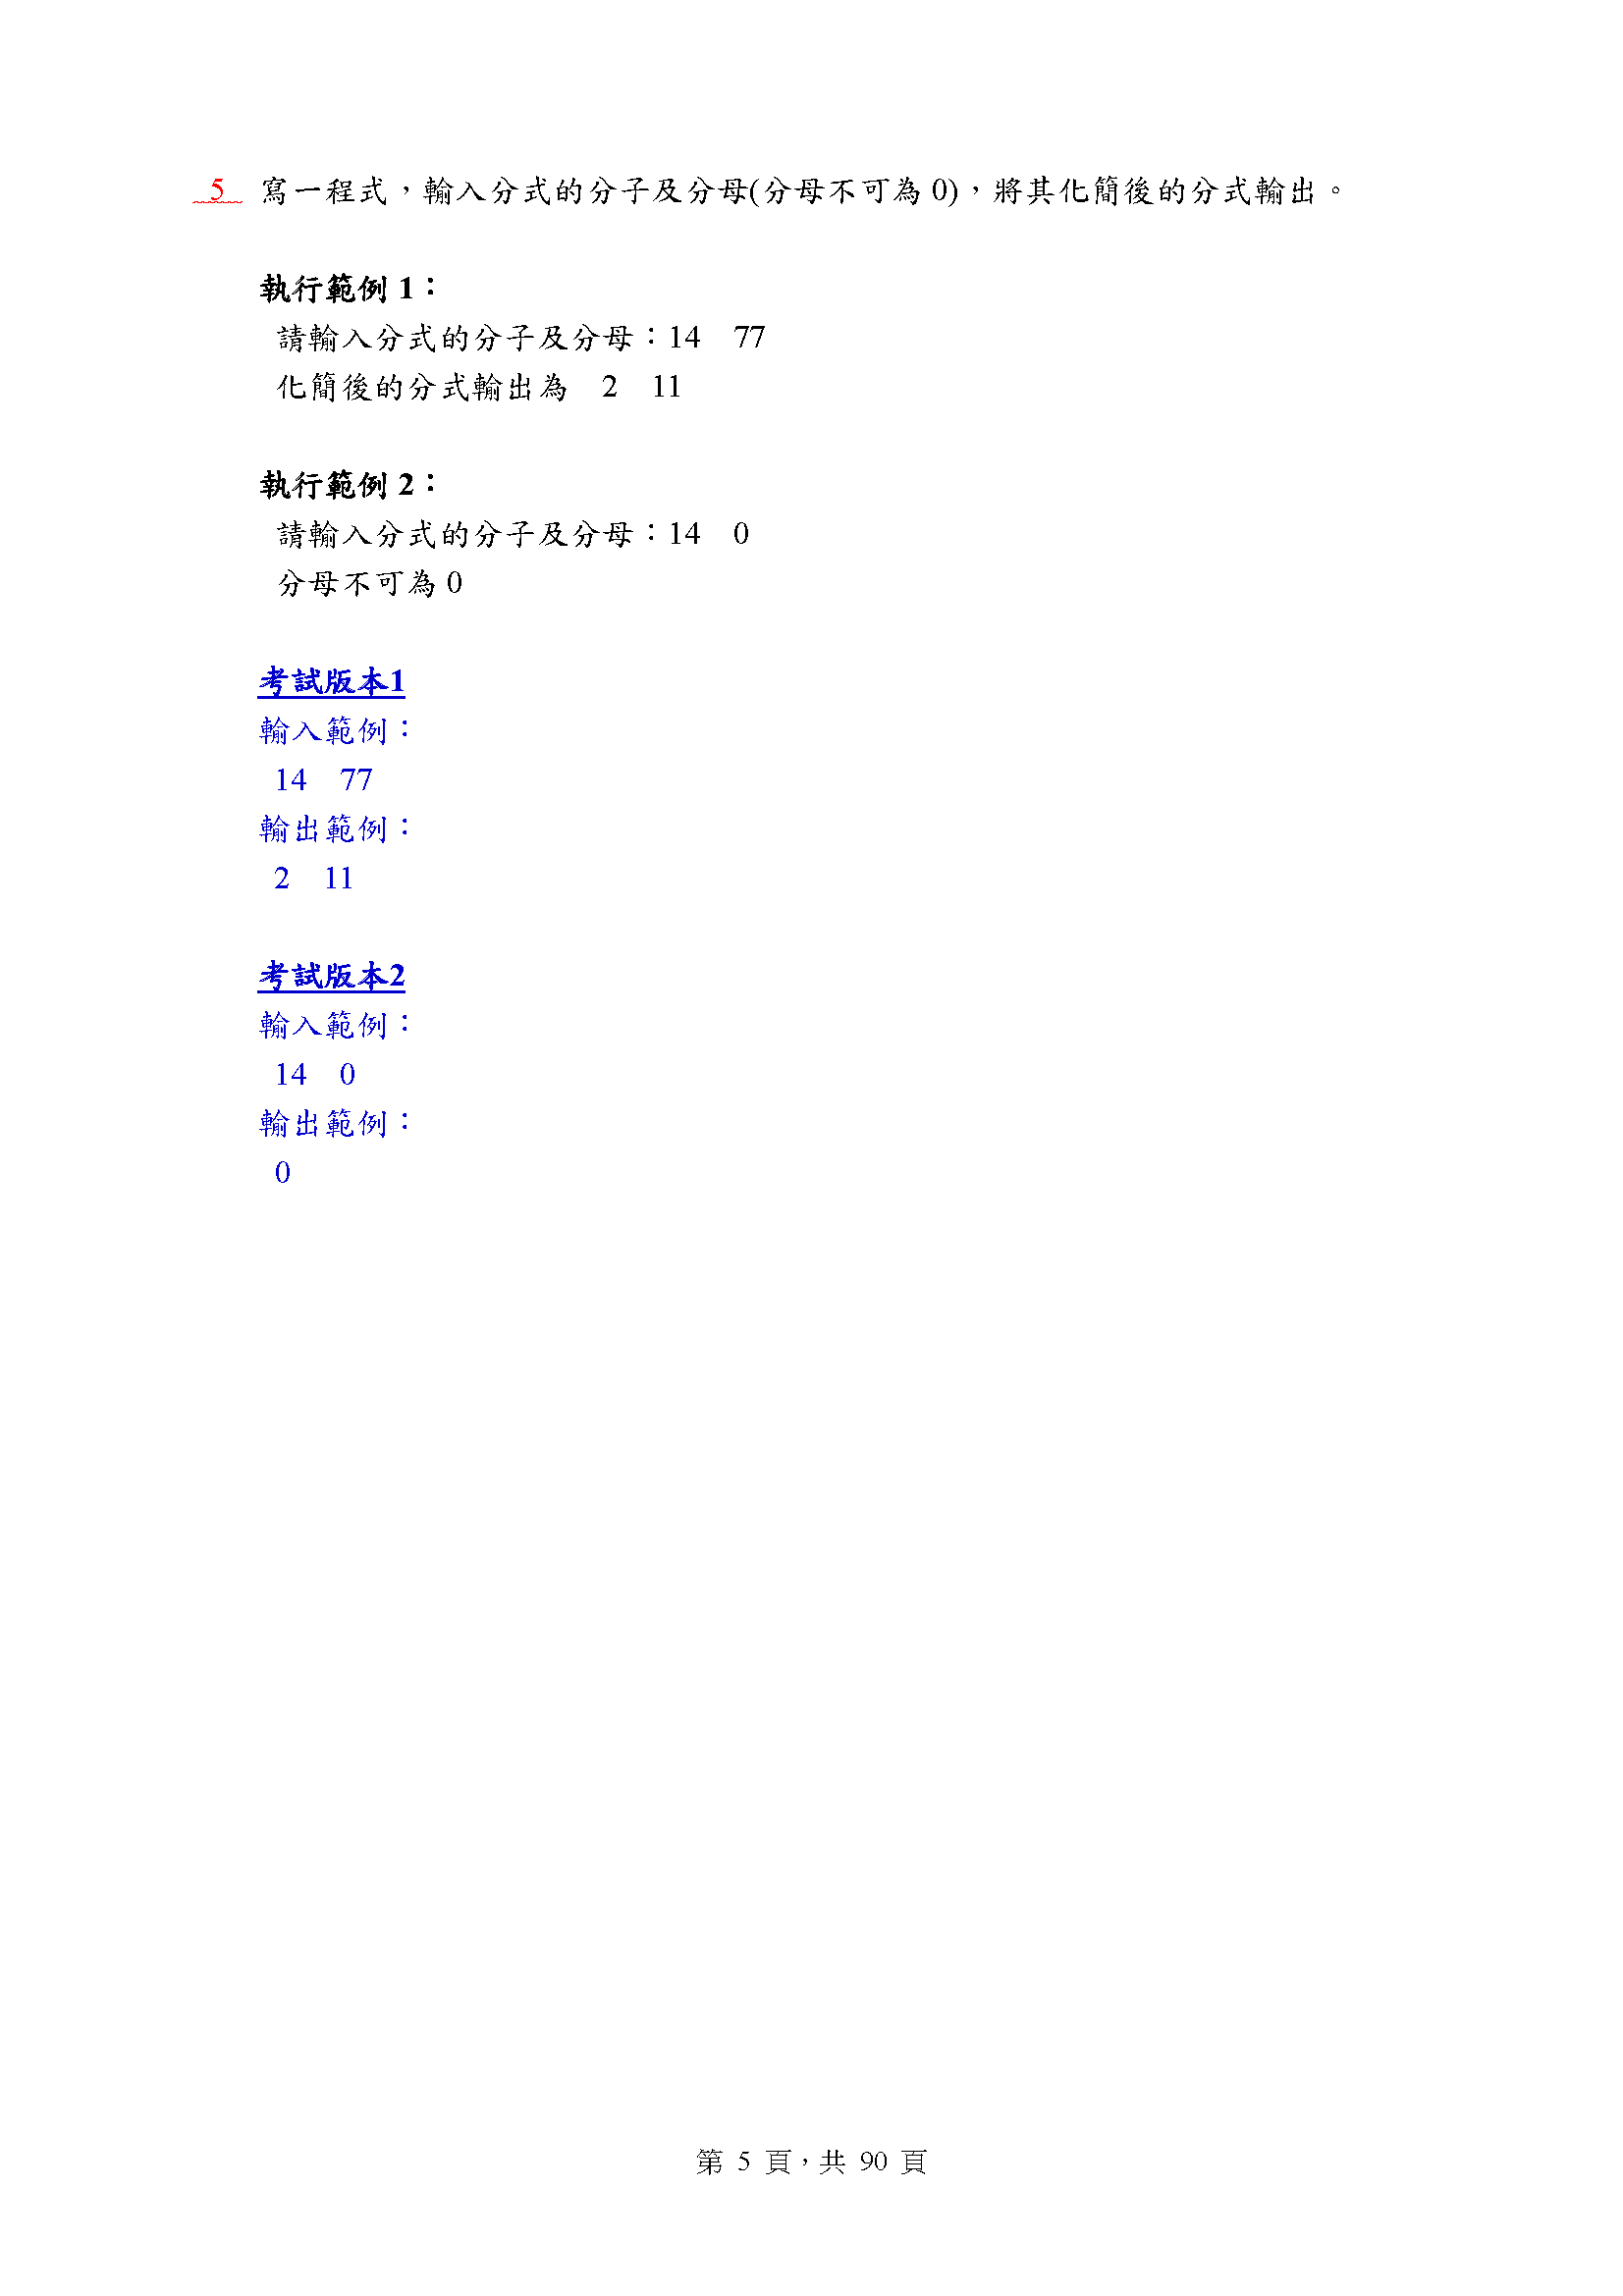 5 寫一程式，輸入分式的分子及分母(分母不可為 0)，將其化簡後的分式輸出。
執行範例 1：
請輸入分式的分子及分母：14 77
化簡後的分式輸出為 2 11
執行範例 2：
請輸入分式的分子及分母：14 0
分母不可為 0
考試版本1
輸入範例：
14 77
輸出範例：
2 11
考試版本2
輸入範例：
14 0
輸出範例：
0
第 5 頁，共 90 頁